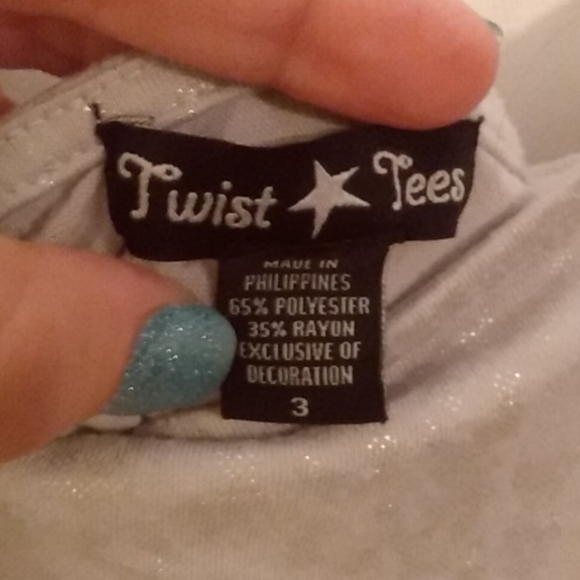 Twist Tees
MADE IN
PHILIPPINES
65% POLYESTER
35% RAYON
EXCLUSIVE OF
DECORATION
3